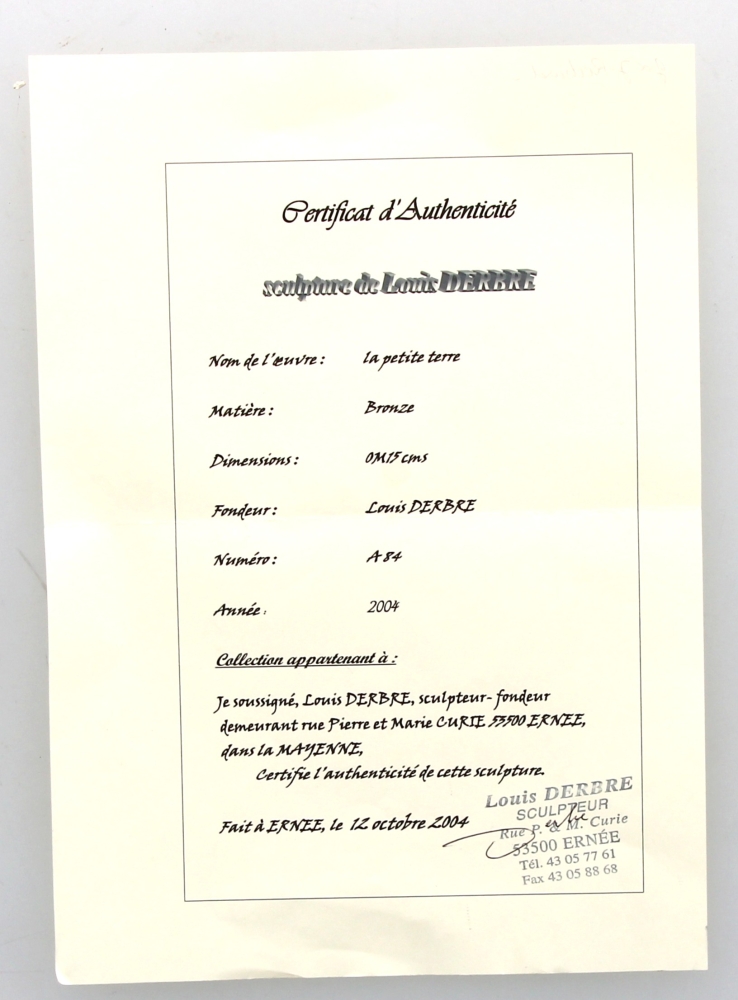 Certificat d'Authenticité
sculpture de Louis DERBRE
Nom de l'œuvre : la petite terre
Matière : Bronze
Dimensions : 0M15 cms
Fondeur : Louis DERBRE
Numéro : A 84
Année : 2004
Collection appartenant à :
Je soussigné, Louis DERBRE, sculpteur- fondeur
demeurant rue Pierre et Marie CURIE 53500 ERNEE,
dans la MAYENNE,
Certifie l'authenticité de cette sculpture.
Fait à ERNEE, le 12 octobre 2004
Louis DERBRE
SCULPTEUR
Rue P. & M. Curie
53500 ERNÉE
Tél. 43 05 77 61
Fax 43 05 88 68